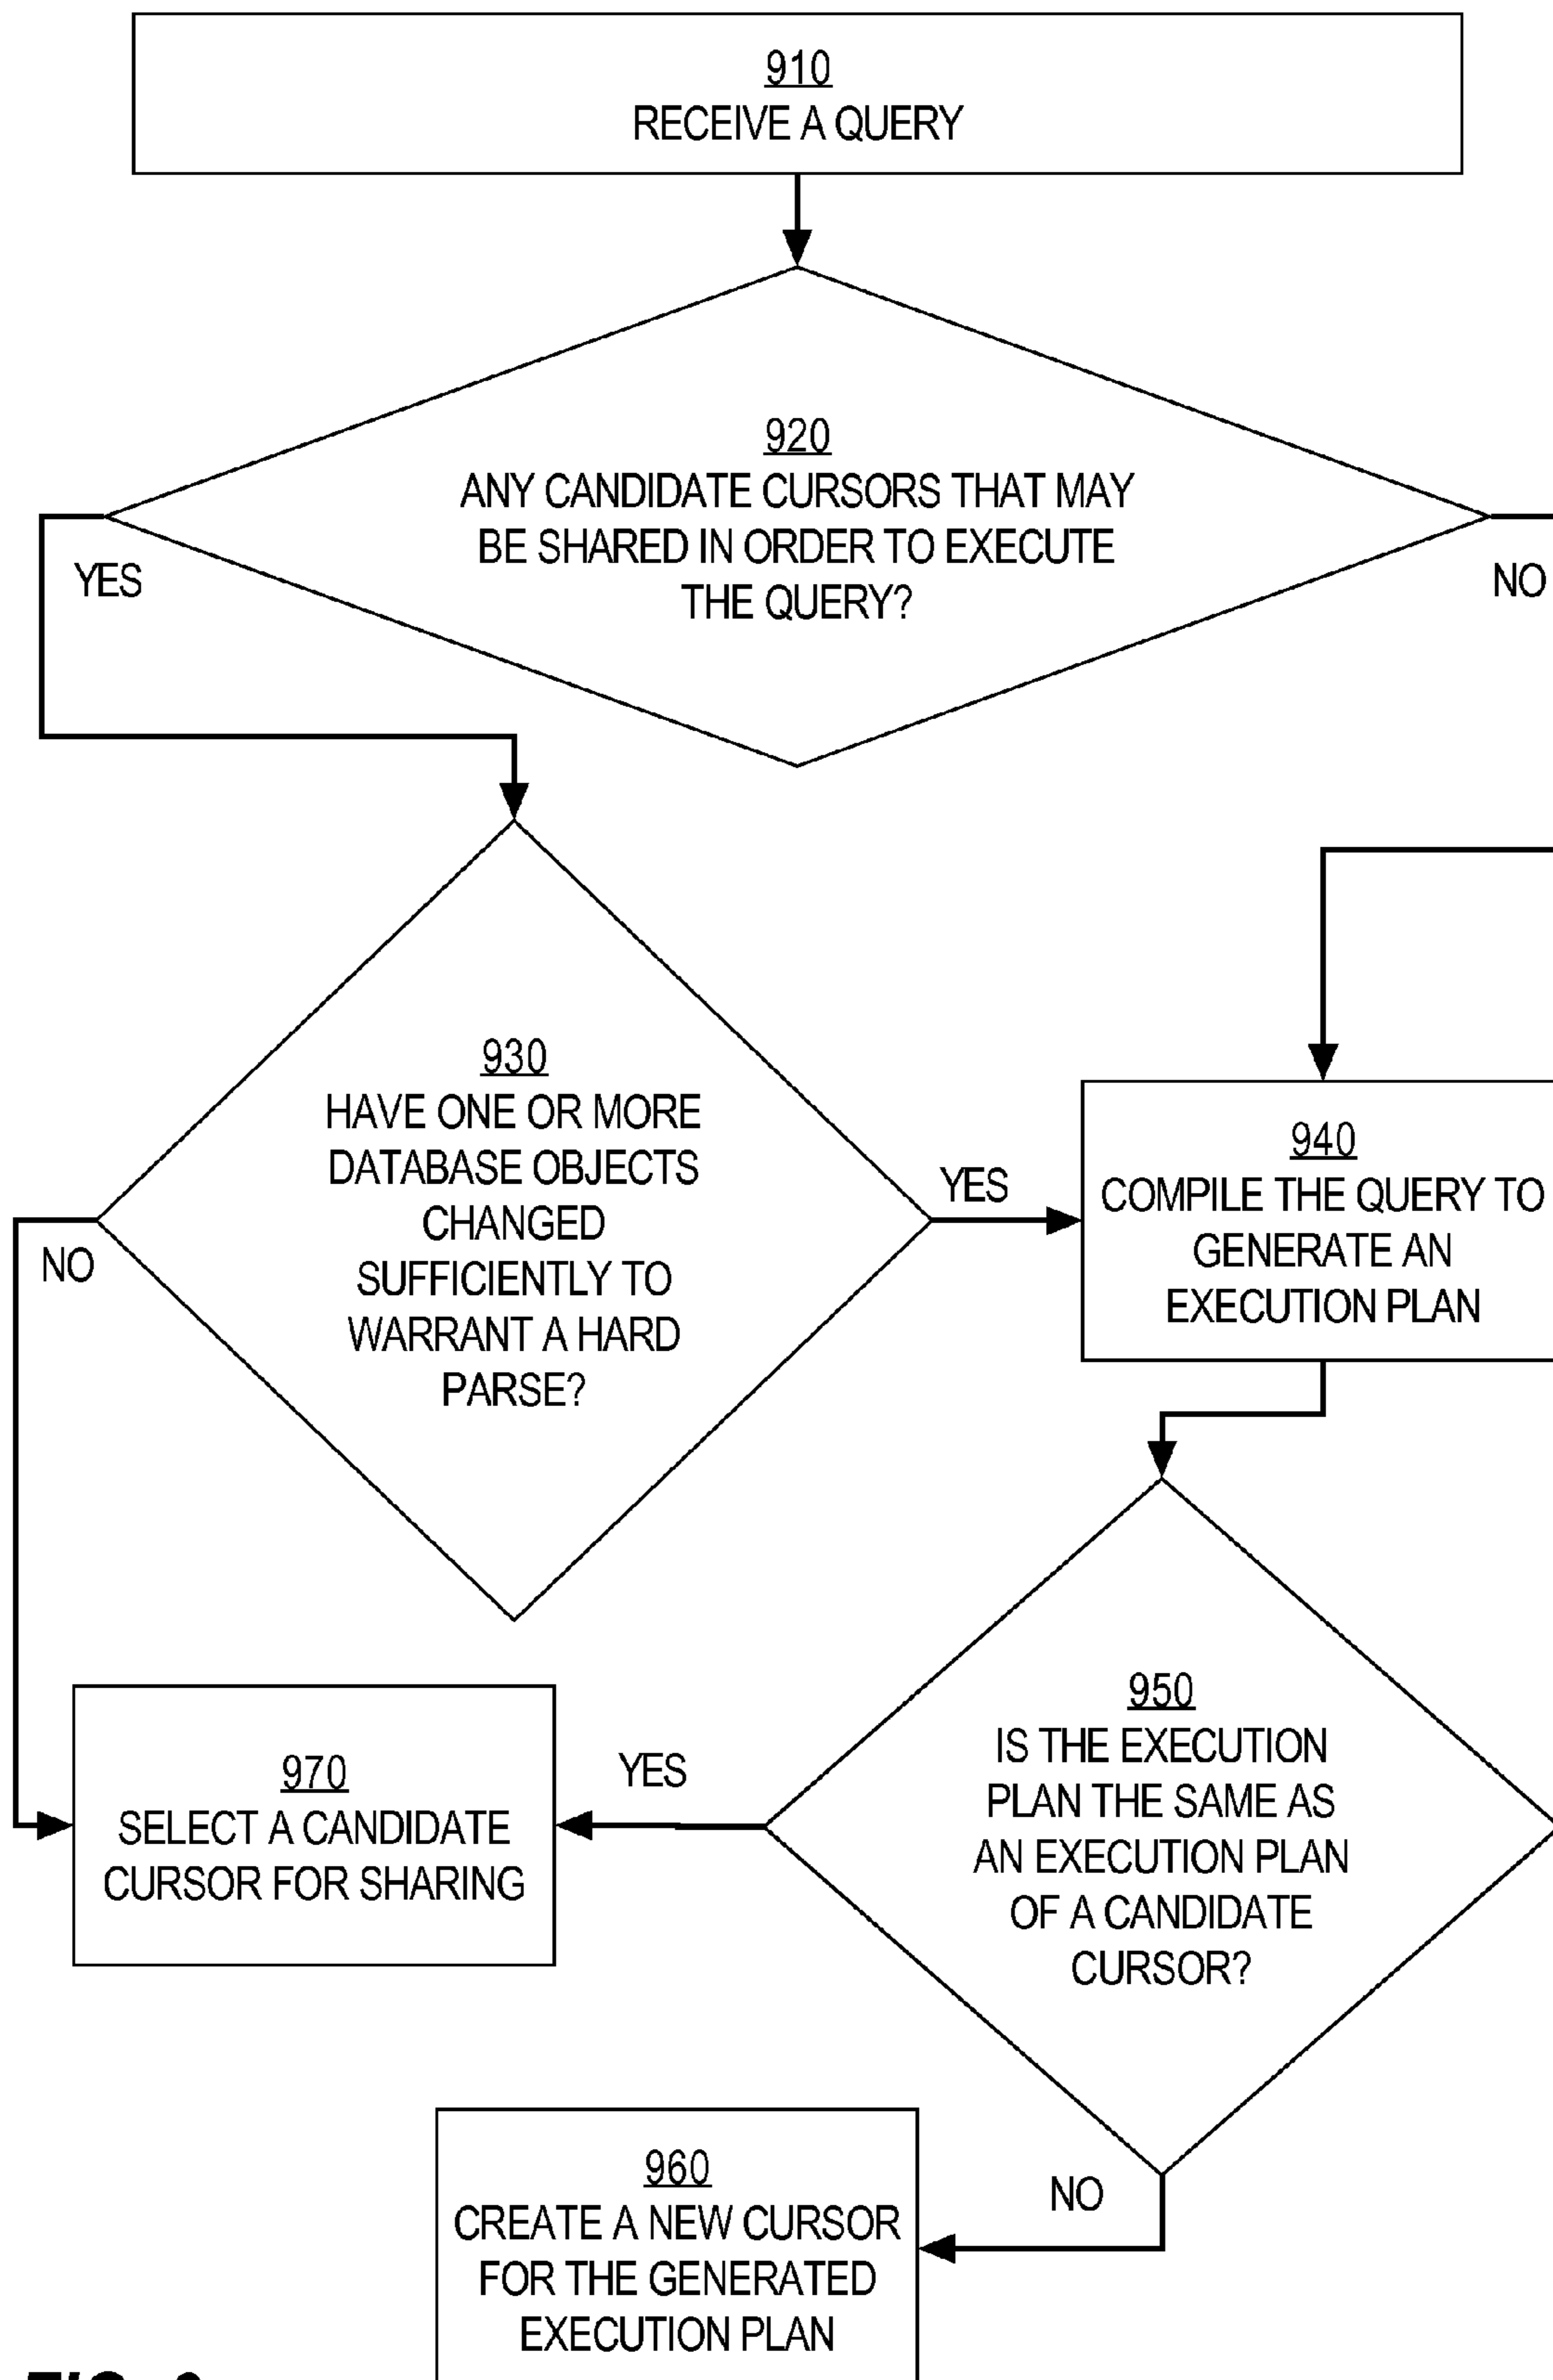 910
RECEIVE A QUERY
920
ANY CANDIDATE CURSORS THAT MAY
BE SHARED IN ORDER TO EXECUTE
THE QUERY?
YES
NO
930
HAVE ONE OR MORE
DATABASE OBJECTS
CHANGED
SUFFICIENTLY TO
WARRANT A HARD
PARSE?
NO
YES
940
COMPILE THE QUERY TO
GENERATE AN
EXECUTION PLAN
950
IS THE EXECUTION
PLAN THE SAME AS
AN EXECUTION PLAN
OF A CANDIDATE
CURSOR?
YES
970
SELECT A CANDIDATE
CURSOR FOR SHARING
NO
960
CREATE A NEW CURSOR
FOR THE GENERATED
EXECUTION PLAN